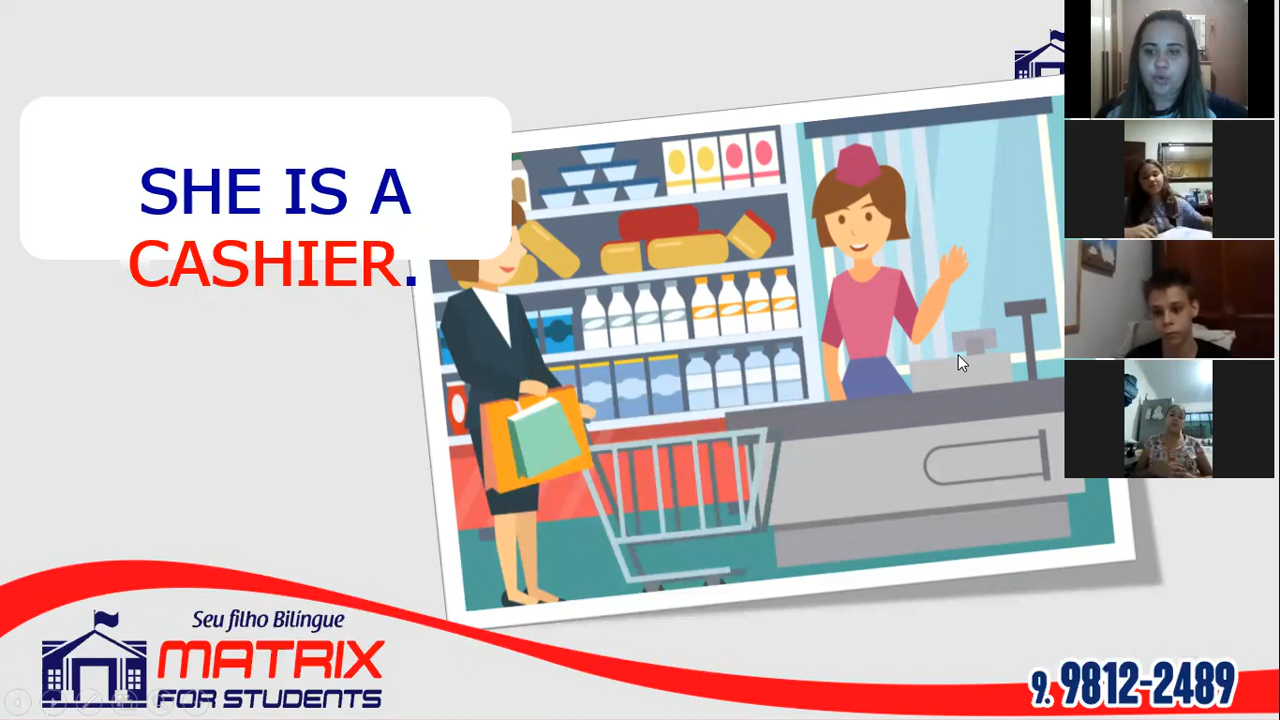 SHE IS A
CASHIER.
Seu filho Bilíngue
MATRIX
FOR STUDENTS
9. 9812-2489